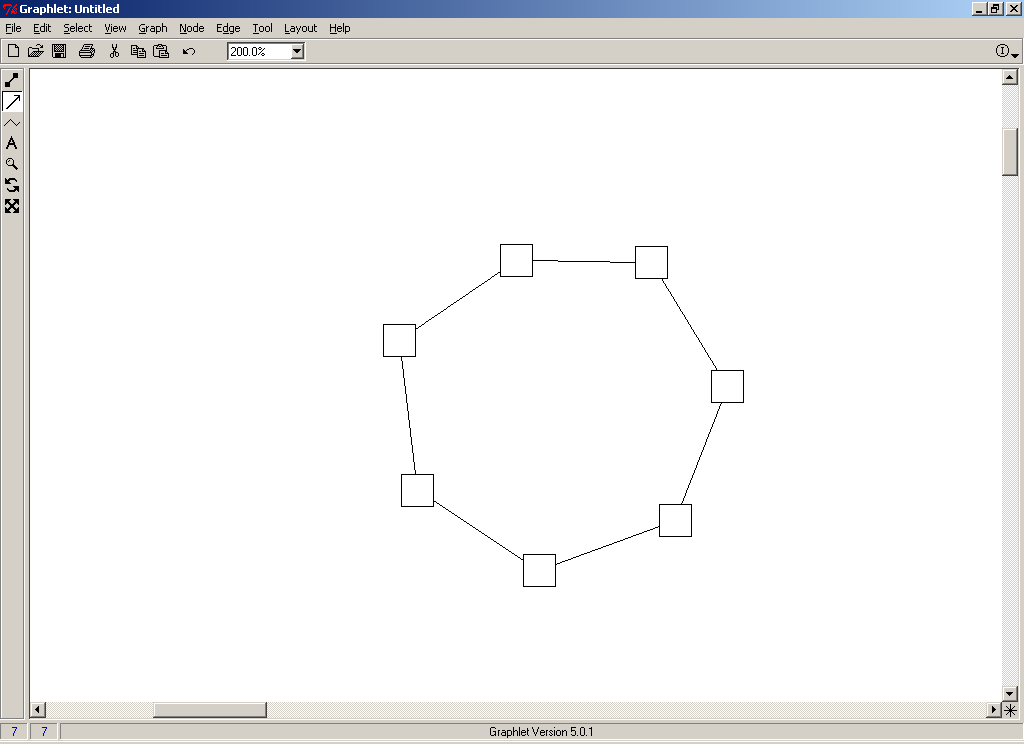 Graphlet: Untitled
File Edit Select View Graph Node Edge Tool Layout Help
200.0%
A
7 7 Graphlet Version 5.0.1